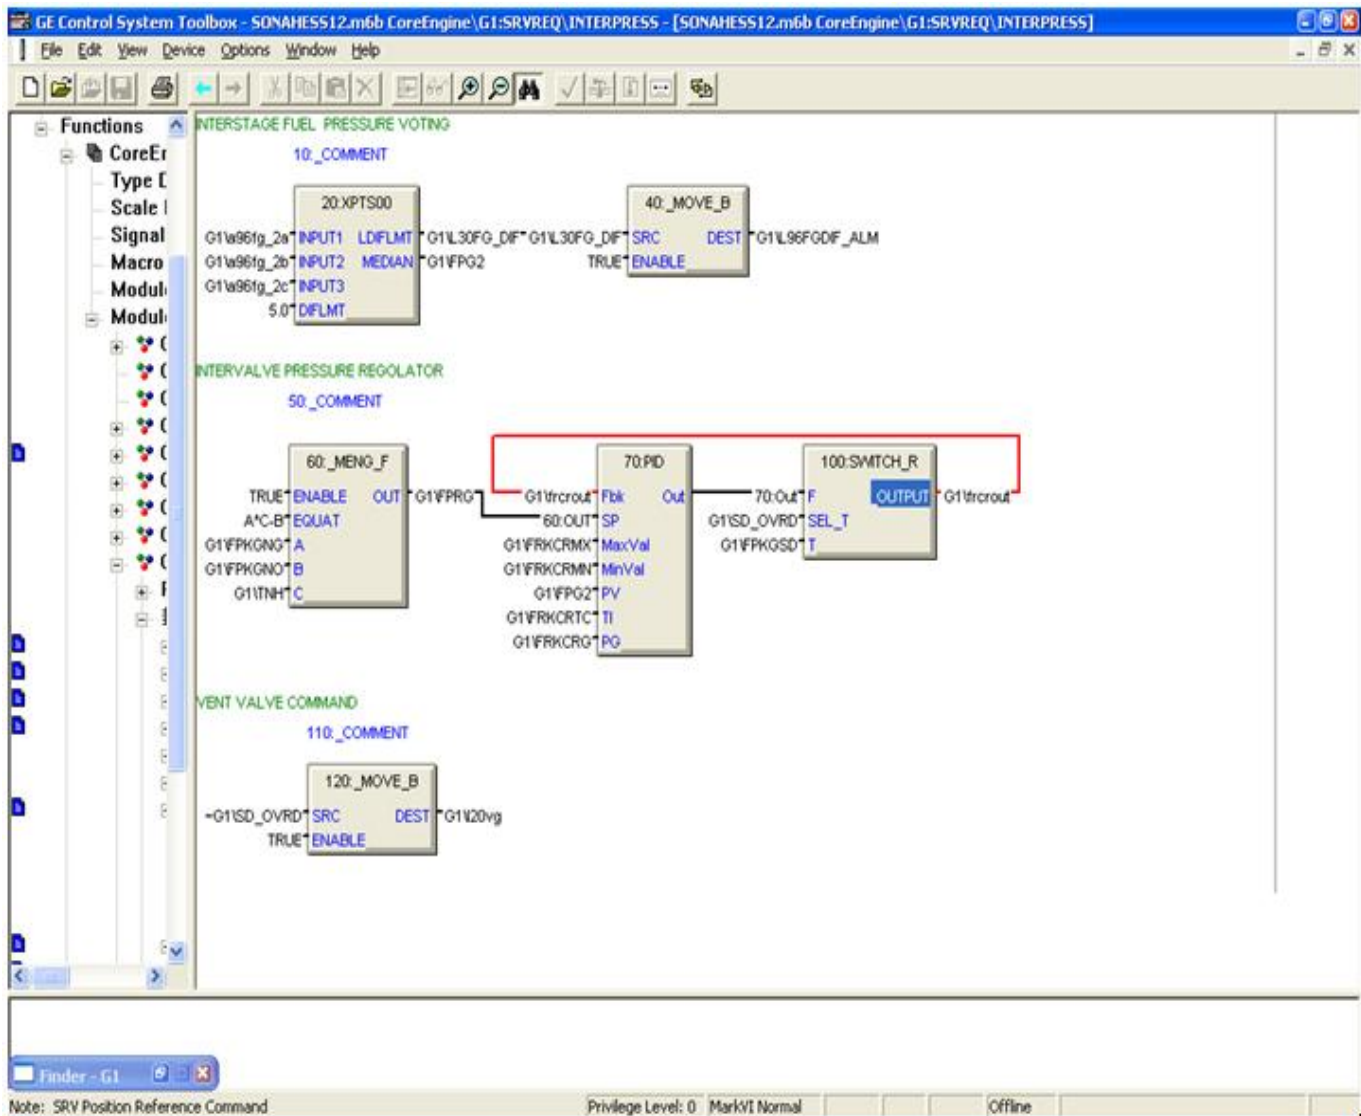 GE Control System Toolbox - SONAHESS12.m6b CoreEngine\G1:SRVREQ\INTERPRESS - [SONAHESS12.m6b CoreEngine\G1:SRVREQ\INTERPRESS]
File Edit View Device Options Window Help
Functions
CoreEr
Type D
Scale
Signal
Macro
Modul
Modul
INTERSTAGE FUEL PRESSURE VOTING
10:_COMMENT
20:XPTS00
G1\a96fg_2a INPUT1 LDIFLMT G1\L30FG_DIF
G1\a96fg_2b INPUT2 MEDIAN G1\FPG2
G1\a96fg_2c INPUT3
5.0 DIFLMT
40:_MOVE_B
G1\L30FG_DIF SRC DEST G1\L96FGDIF_ALM
TRUE ENABLE
INTERVALVE PRESSURE REGOLATOR
50:_COMMENT
60:_MENG_F
TRUE ENABLE OUT G1\FPRG
A*C-B EQUAT
G1\FPKGNG A
G1\FPKGNO B
G1\TNH C
70:PID
G1\frcrout Fbk Out
60:OUT SP
G1\FRKCRMX MaxVal
G1\FRKCRMN MinVal
G1\FPG2 PV
G1\FRKCRTC TI
G1\FRKCRG PG
100:SWITCH_R
70:Out F OUTPUT G1\frcrout
G1\SD_OVRD SEL_T
G1\FPKGSD T
VENT VALVE COMMAND
110:_COMMENT
120:_MOVE_B
~G1\SD_OVRD SRC DEST G1\l20vg
TRUE ENABLE
Finder - G1
Note: SRV Position Reference Command Privilege Level: 0 MarkVI Normal Offline